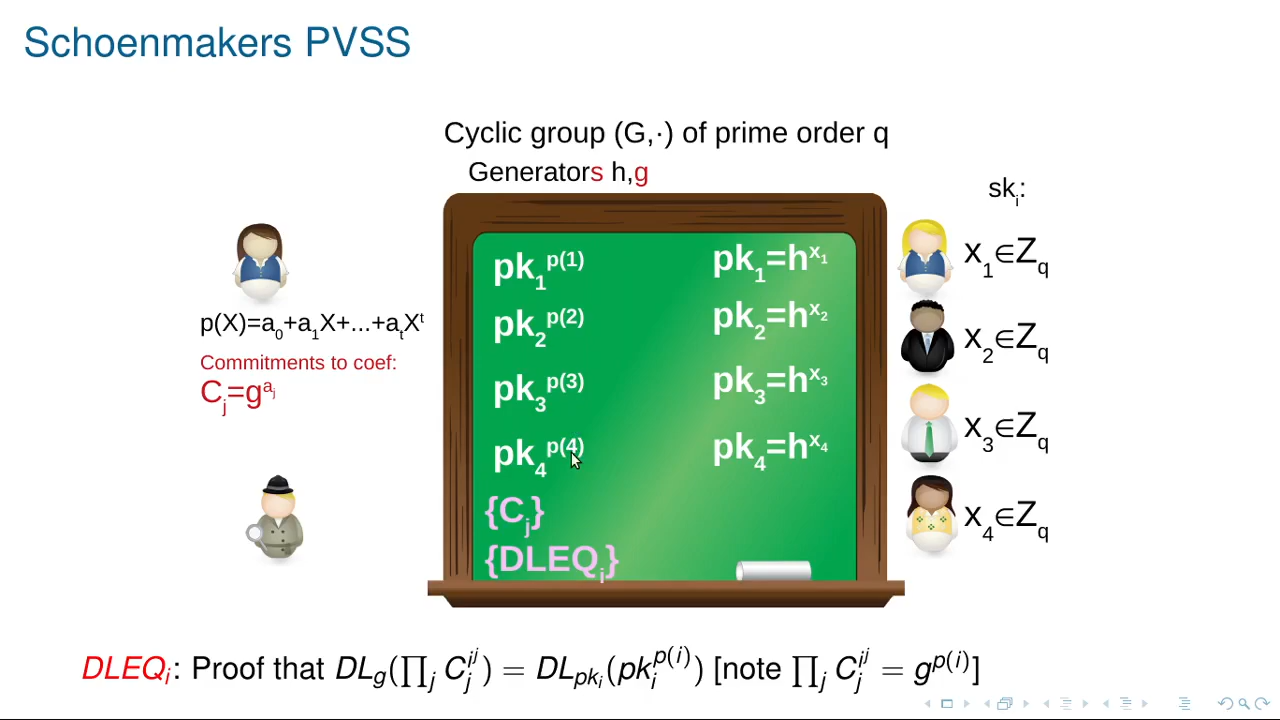 Schoenmakers PVSS
Cyclic group (G,·) of prime order q
Generators h,g
sk_i:
pk_1^p(1) pk_1=h^x_1 x_1∈Z_q
pk_2^p(2) pk_2=h^x_2 x_2∈Z_q
p(X)=a_0+a_1X+...+a_tX^t
Commitments to coef:
C_j=g^a_j
pk_3^p(3) pk_3=h^x_3 x_3∈Z_q
pk_4^p(4) pk_4=h^x_4 x_4∈Z_q
{C_j}
{DLEQ_i}
DLEQ_i: Proof that DL_g(∏_j C_j^i^j) = DL_pk_i(pk_i^p(i)) [note ∏_j C_j^i^j = g^p(i)]